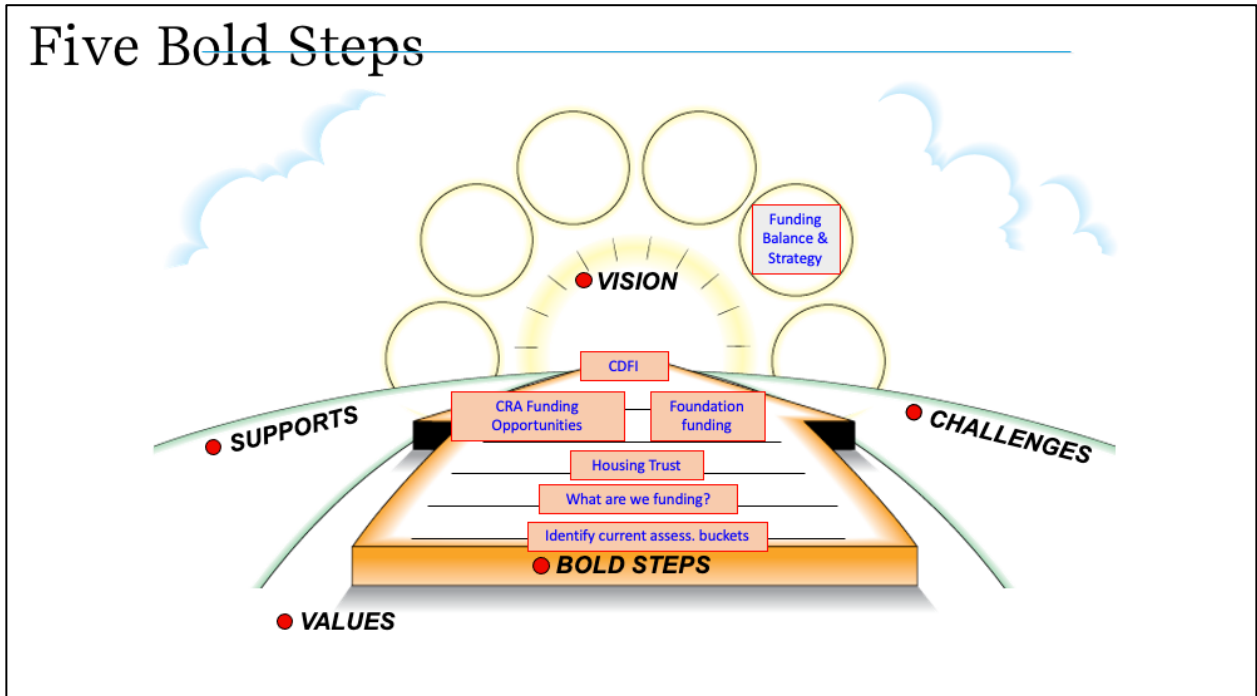 Five Bold Steps
Funding
Balance &
Strategy
VISION
CDFI
CRA Funding
Opportunities
Foundation
funding
SUPPORTS
CHALLENGES
Housing Trust
What are we funding?
Identify current assess. buckets
BOLD STEPS
VALUES